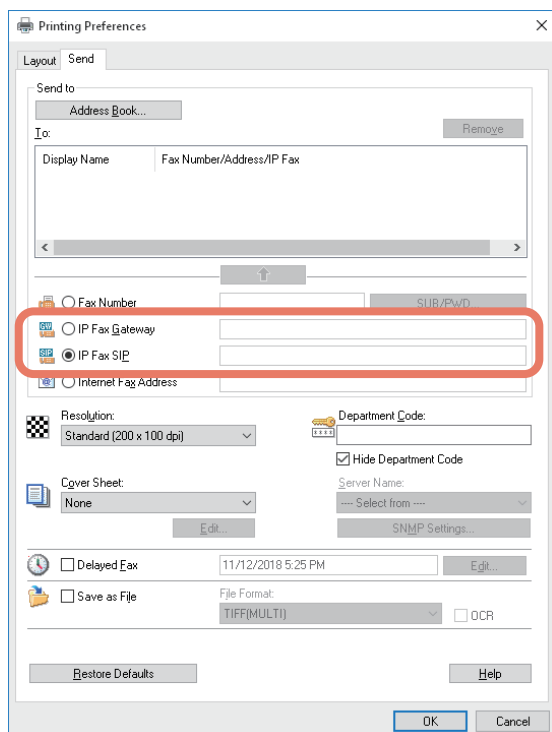 Printing Preferences
Layout Send
Send to
Address Book...
To:
Remove
Display Name Fax Number/Address/IP Fax
Fax Number SUB/PWD
GW IP Fax Gateway
SIP IP Fax SIP
Internet Fax Address
Resolution:
Standard (200 x 100 dpi)
Department Code:
Hide Department Code
Cover Sheet:
None
Edit...
Server Name:
---- Select from ----
SNMP Settings...
Delayed Fax 11/12/2018 5:25 PM Edit...
Save as File File Format:
TIFF(MULTI) OCR
Restore Defaults Help
OK Cancel